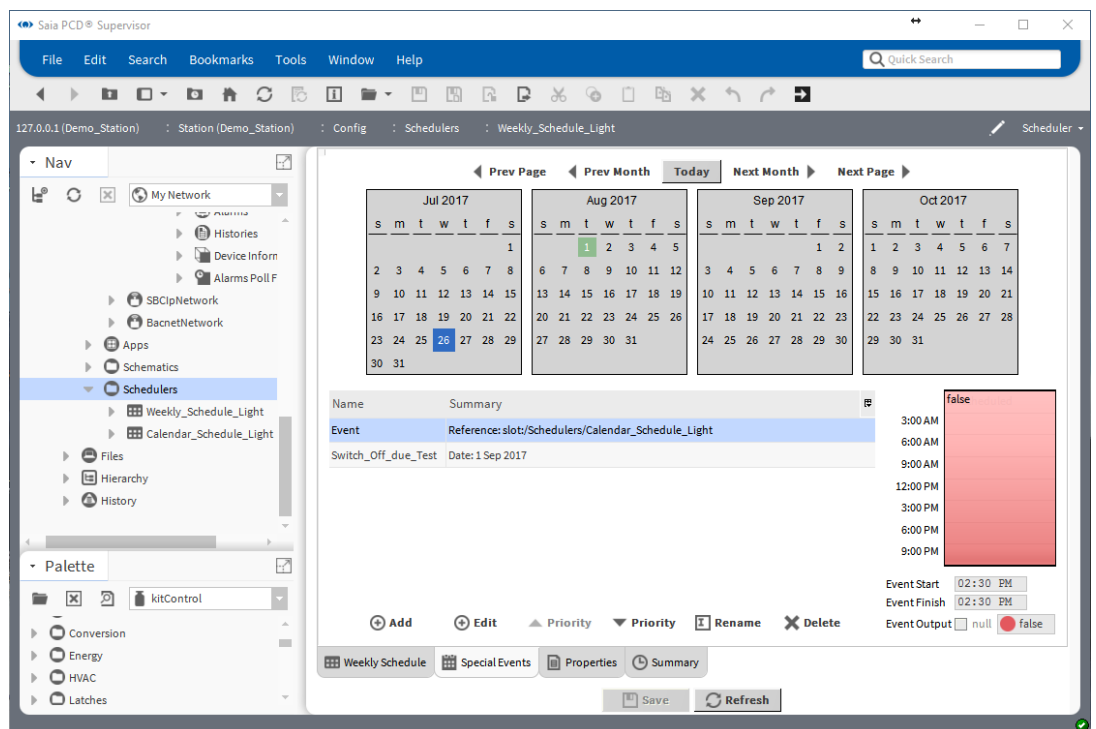 Saia PCD® Supervisor
File Edit Search Bookmarks Tools Window Help
Quick Search
127.0.0.1 (Demo_Station) : Station (Demo_Station) : Config : Schedulers : Weekly_Schedule_Light
Scheduler
Nav
My Network
Alarms
Histories
Device Inform
Alarms Poll F
SBCIpNetwork
BacnetNetwork
Apps
Schematics
Schedulers
Weekly_Schedule_Light
Calendar_Schedule_Light
Files
Hierarchy
History
Palette
kitControl
Conversion
Energy
HVAC
Latches
Prev Page Prev Month Today Next Month Next Page
Jul 2017
s m t w t f s
1
2 3 4 5 6 7 8
9 10 11 12 13 14 15
16 17 18 19 20 21 22
23 24 25 26 27 28 29
30 31
Aug 2017
s m t w t f s
1 2 3 4 5
6 7 8 9 10 11 12
13 14 15 16 17 18 19
20 21 22 23 24 25 26
27 28 29 30 31
Sep 2017
s m t w t f s
1 2
3 4 5 6 7 8 9
10 11 12 13 14 15 16
17 18 19 20 21 22 23
24 25 26 27 28 29 30
Oct 2017
s m t w t f s
1 2 3 4 5 6 7
8 9 10 11 12 13 14
15 16 17 18 19 20 21
22 23 24 25 26 27 28
29 30 31
Name Summary
Event Reference: slot:/Schedulers/Calendar_Schedule_Light
Switch_Off_due_Test Date: 1 Sep 2017
false
3:00 AM
6:00 AM
9:00 AM
12:00 PM
3:00 PM
6:00 PM
9:00 PM
Event Start 02:30 PM
Event Finish 02:30 PM
Event Output null false
Add Edit Priority Priority Rename Delete
Weekly Schedule Special Events Properties Summary
Save Refresh